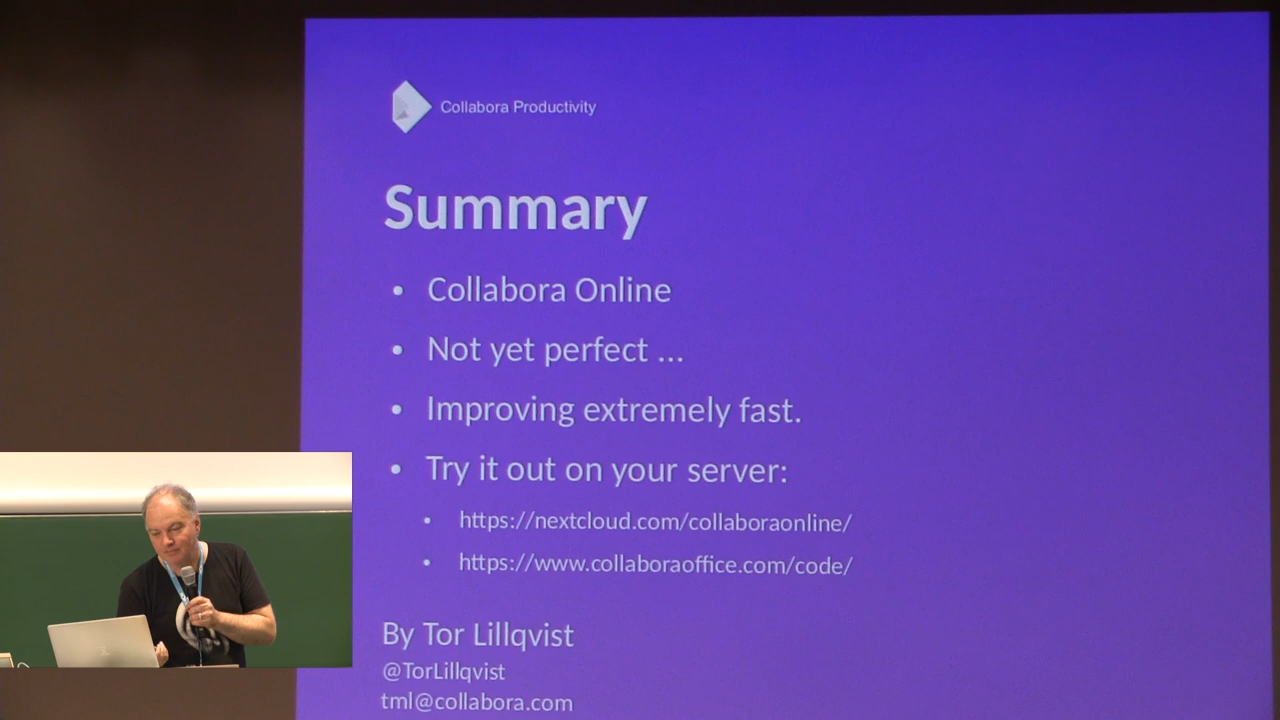 Collabora Productivity
Summary
• Collabora Online
• Not yet perfect ...
• Improving extremely fast.
• Try it out on your server:
• https://nextcloud.com/collaboraonline/
• https://www.collaboraoffice.com/code/
By Tor Lillqvist
@TorLillqvist
tml@collabora.com